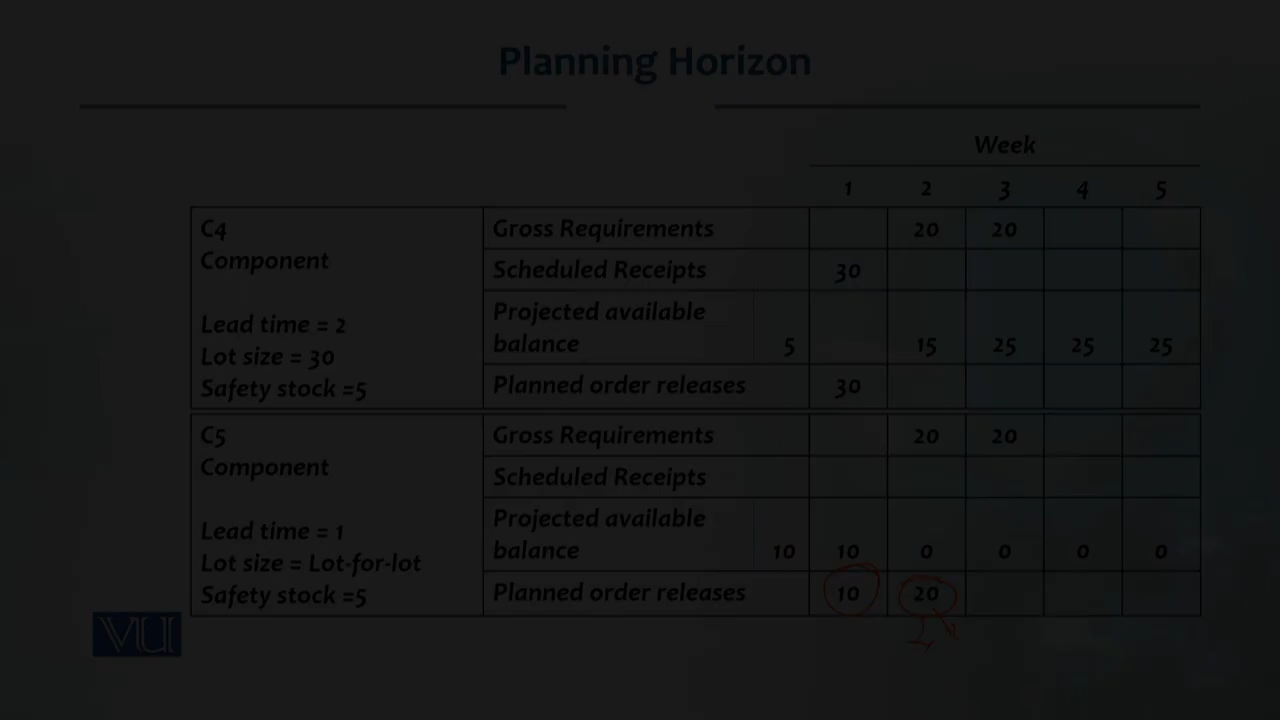 Planning Horizon
Week
1 2 3 4 5
C4
Component
Lead time = 2
Lot size = 30
Safety stock =5
Gross Requirements 20 20
Scheduled Receipts 30
Projected available
balance 5 15 25 25 25
Planned order releases 30
C5
Component
Lead time = 1
Lot size = Lot-for-lot
Safety stock =5
Gross Requirements 20 20
Scheduled Receipts
Projected available
balance 10 10 0 0 0 0
Planned order releases 10 20
VU